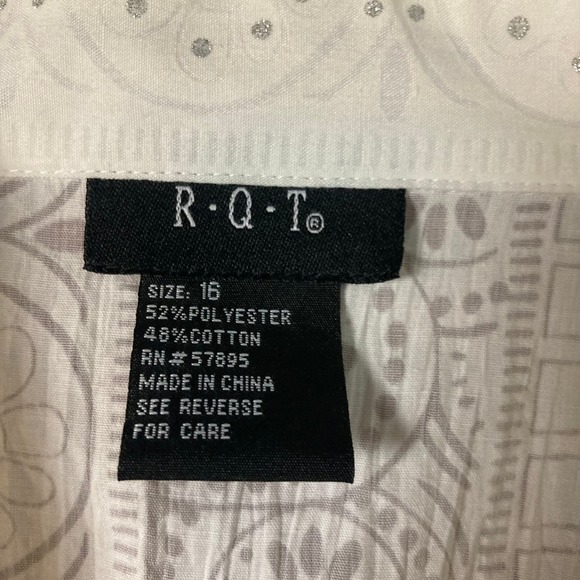 R·Q·T®
SIZE: 16
52%POLYESTER
48%COTTON
RN#57895
MADE IN CHINA
SEE REVERSE
FOR CARE